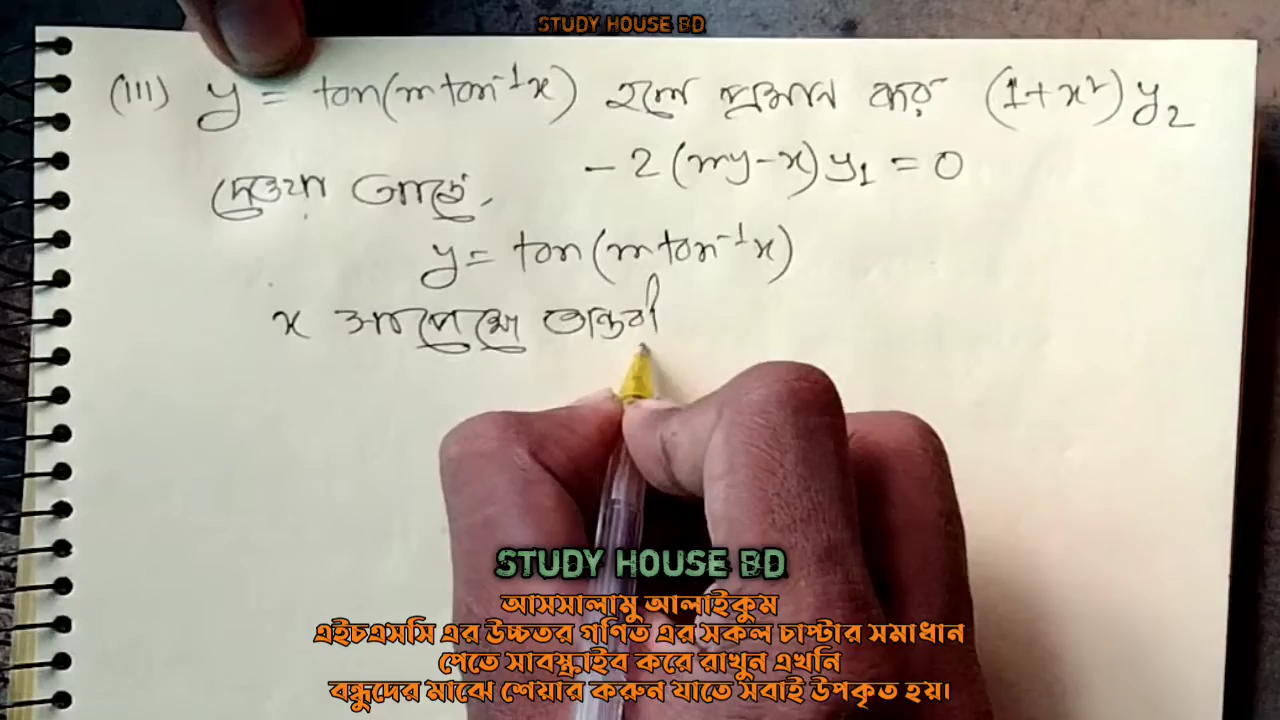 STUDY HOUSE BD
(III) y = tan(m tan⁻¹x) হলে প্রমাণ কর (1+x²)y₂
- 2(my-x)y₁ = 0
দেওয়া আছে,
y = tan(m tan⁻¹x)
x সাপেক্ষে অন্তরী
STUDY HOUSE BD
আসসালামু আলাইকুম
এইচএসসি এর উচ্চতর গণিত এর সকল চাপ্টার সমাধান
পেতে সাবস্ক্রাইব করে রাখুন এখনি
বন্ধুদের মাঝে শেয়ার করুন যাতে সবাই উপকৃত হয়।